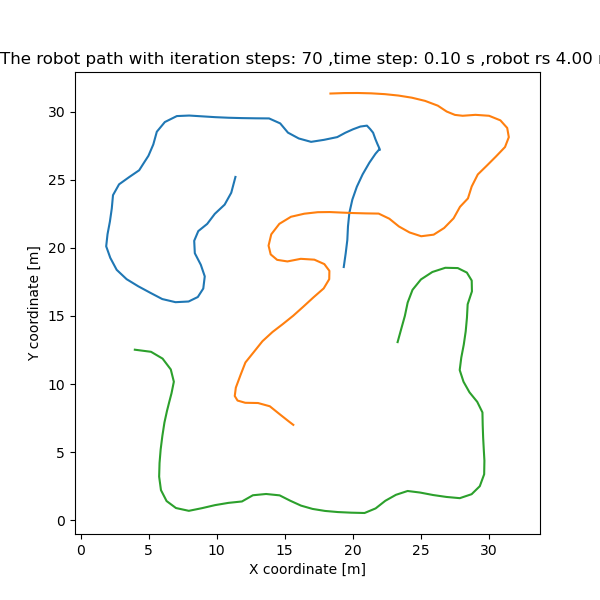 The robot path with iteration steps: 70 ,time step: 0.10 s ,robot rs 4.00
30
25
20
15
10
5
0
Y coordinate [m]
0 5 10 15 20 25 30
X coordinate [m]